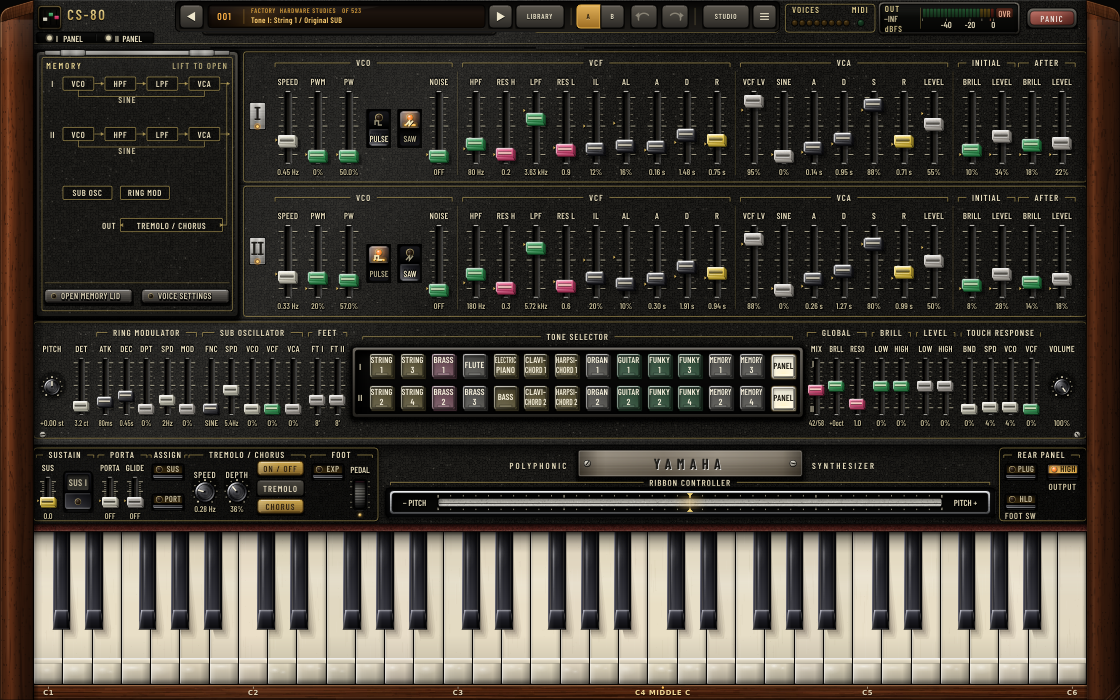 CS-80
001
FACTORY HARDWARE STUDIES OF 523
Tone I: String 1 / Original SUB
LIBRARY
A
B
STUDIO
VOICES
MIDI
OUT
-INF
dBFS
-40
-20
0
OVR
PANIC
I PANEL
II PANEL
MEMORY
LIFT TO OPEN
I
VCO
HPF
LPF
VCA
SINE
II
VCO
HPF
LPF
VCA
SINE
SUB OSC
RING MOD
OUT
TREMOLO / CHORUS
OPEN MEMORY LID
VOICE SETTINGS
VCO
VCF
VCA
INITIAL
AFTER
SPEED
PWM
PW
NOISE
HPF
RES H
LPF
RES L
IL
AL
A
D
R
VCF LV
SINE
A
D
S
R
LEVEL
BRILL
LEVEL
BRILL
LEVEL
I
PULSE
SAW
0.45 Hz
0%
50.0%
OFF
80 Hz
0.2
3.63 kHz
0.9
12%
16%
0.16 s
1.48 s
0.75 s
95%
0%
0.14 s
0.95 s
88%
0.71 s
55%
10%
34%
18%
22%
VCO
VCF
VCA
INITIAL
AFTER
SPEED
PWM
PW
NOISE
HPF
RES H
LPF
RES L
IL
AL
A
D
R
VCF LV
SINE
A
D
S
R
LEVEL
BRILL
LEVEL
BRILL
LEVEL
II
PULSE
SAW
0.33 Hz
20%
57.0%
OFF
180 Hz
0.3
5.72 kHz
0.6
20%
10%
0.30 s
1.91 s
0.94 s
88%
0%
0.26 s
1.27 s
80%
0.99 s
50%
8%
28%
14%
18%
RING MODULATOR
SUB OSCILLATOR
FEET
PITCH
DET
ATK
DEC
DPT
SPD
MOD
FNC
SPD
VCO
VCF
VCA
FT I
FT II
+0.00 st
3.2 ct
80ms
0.45s
0%
2Hz
0%
SINE
5.4Hz
0%
0%
0%
8'
8'
TONE SELECTOR
I
STRING 1
STRING 3
BRASS 1
FLUTE
ELECTRIC PIANO
CLAVI-CHORD 1
HARPSI-CHORD 1
ORGAN 1
GUITAR 1
FUNKY 1
FUNKY 3
MEMORY 1
MEMORY 3
PANEL
II
STRING 2
STRING 4
BRASS 2
BRASS 3
BASS
CLAVI-CHORD 2
HARPSI-CHORD 2
ORGAN 2
GUITAR 2
FUNKY 2
FUNKY 4
MEMORY 2
MEMORY 4
PANEL
GLOBAL
BRILL
LEVEL
TOUCH RESPONSE
MIX
BRLL
RESO
LOW
HIGH
LOW
HIGH
BND
SPD
VCO
VCF
VOLUME
42/58
+0oct
1.0
0%
0%
0%
0%
0%
4%
4%
0%
100%
SUSTAIN
PORTA
ASSIGN
TREMOLO / CHORUS
FOOT
SUS
SUS I
0.0
PORTA
GLIDE
OFF
OFF
SUS
PORT
SPEED
DEPTH
0.28 Hz
36%
ON / OFF
TREMOLO
CHORUS
EXP
PEDAL
POLYPHONIC
YAMAHA
SYNTHESIZER
RIBBON CONTROLLER
- PITCH
PITCH +
REAR PANEL
PLUG
HIGH
OUTPUT
HLD
FOOT SW
C1
C2
C3
C4 MIDDLE C
C5
C6